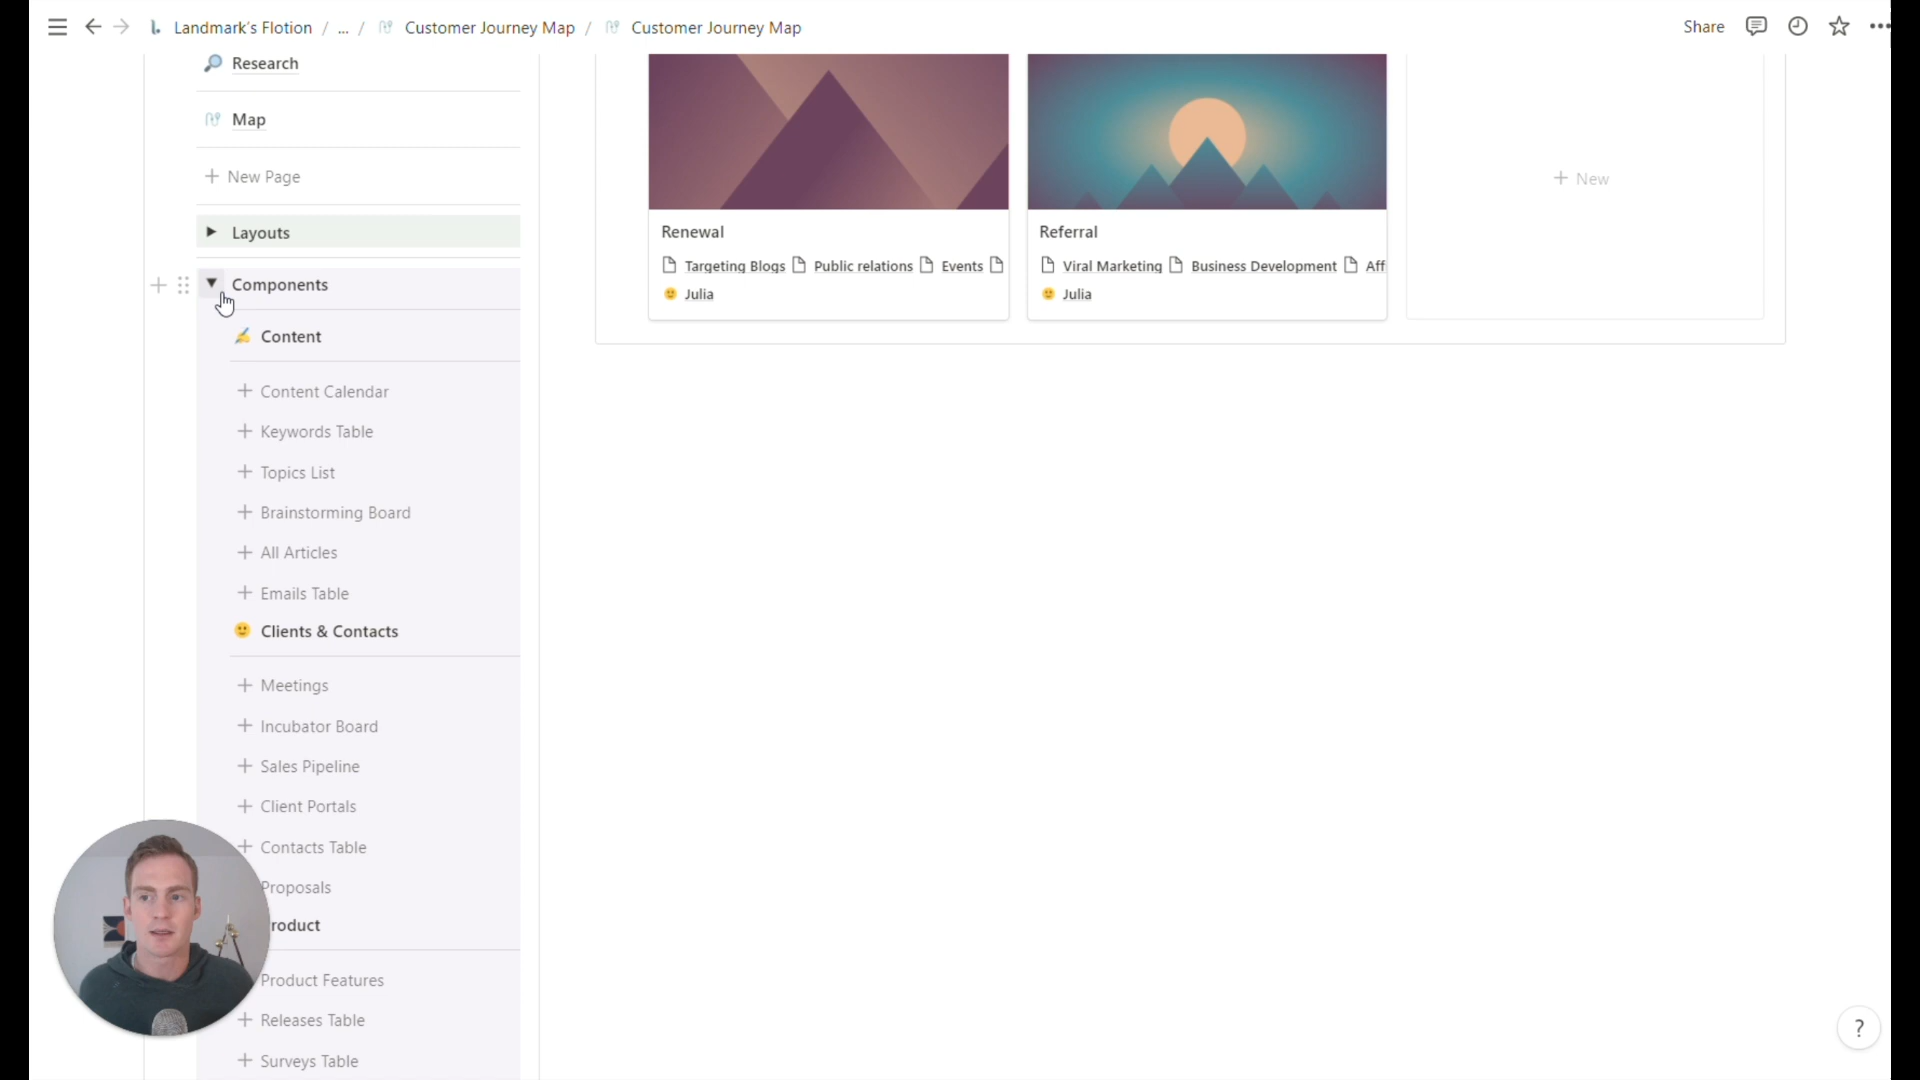 Landmark's Flotion / ... / Customer Journey Map / Customer Journey Map
Share
Research
Map
+ New Page
Layouts
Components
Content
+ Content Calendar
+ Keywords Table
+ Topics List
+ Brainstorming Board
+ All Articles
+ Emails Table
Clients & Contacts
+ Meetings
+ Incubator Board
+ Sales Pipeline
+ Client Portals
+ Contacts Table
Proposals
roduct
Product Features
+ Releases Table
+ Surveys Table
Renewal
Targeting Blogs Public relations Events
Julia
Referral
Viral Marketing Business Development Aff
Julia
+ New
?